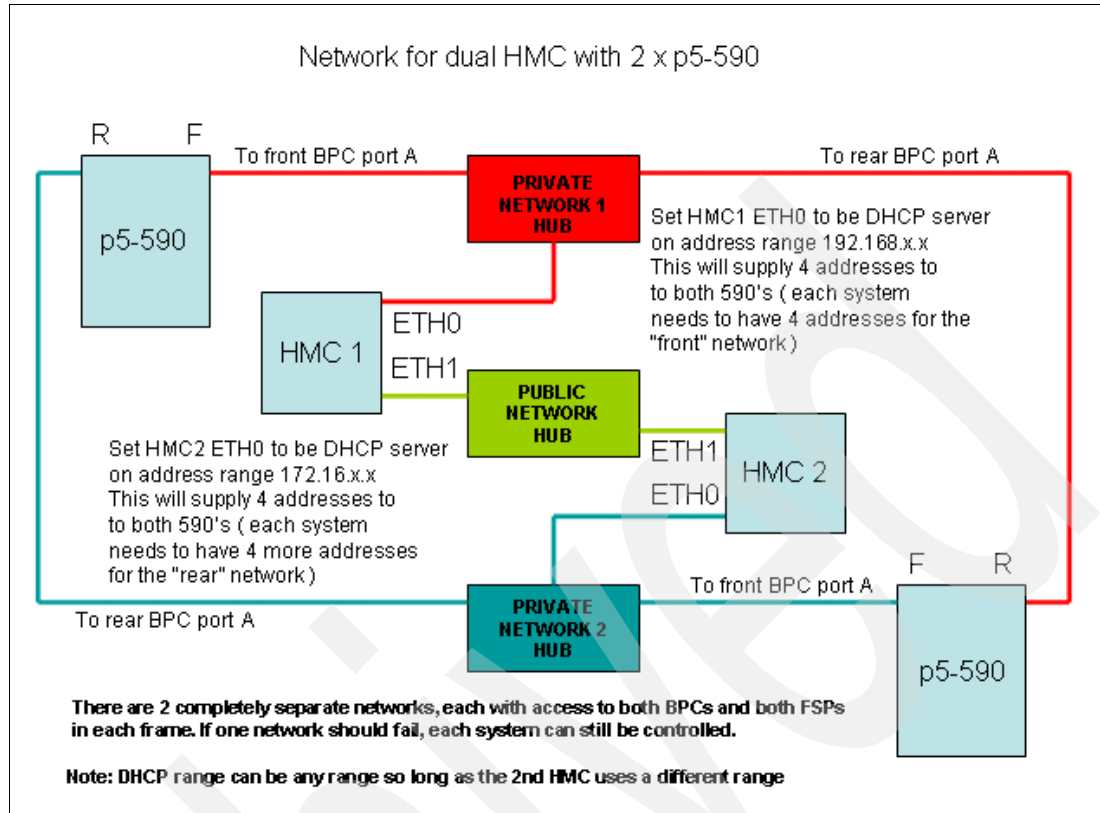 Network for dual HMC with 2 x p5-590
R F
To front BPC port A
To rear BPC port A
p5-590
PRIVATE
NETWORK 1
HUB
Set HMC1 ETH0 to be DHCP server
on address range 192.168.x.x
This will supply 4 addresses to
to both 590's ( each system
needs to have 4 addresses for the
"front" network )
HMC 1
ETH0
ETH1
PUBLIC
NETWORK
HUB
ETH1
ETH0
HMC 2
Set HMC2 ETH0 to be DHCP server
on address range 172.16.x.x
This will supply 4 addresses to
to both 590's ( each system
needs to have 4 more addresses
for the "rear" network )
To rear BPC port A
PRIVATE
NETWORK 2
HUB
To front BPC port A
F R
p5-590
There are 2 completely separate networks, each with access to both BPCs and both FSPs
in each frame. If one network should fail, each system can still be controlled.
Note: DHCP range can be any range so long as the 2nd HMC uses a different range